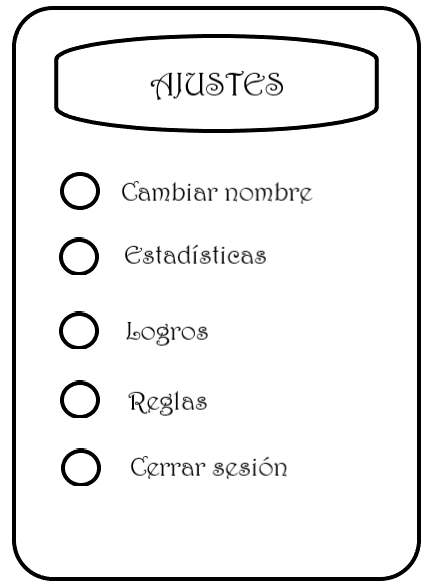 AJUSTES
Cambiar nombre
Estadísticas
Logros
Reglas
Cerrar sesión